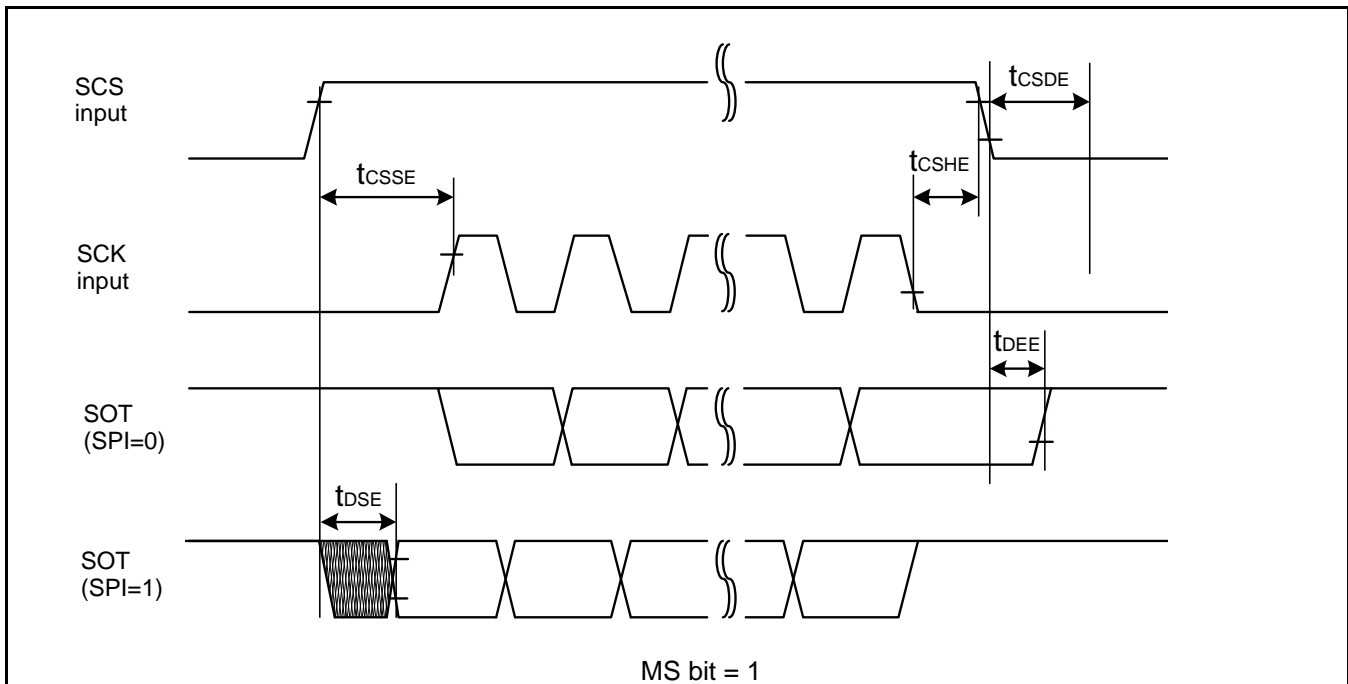 SCS
input
tCSDE
tCSHE
tCSSE
SCK
input
tDEE
SOT
(SPI=0)
tDSE
SOT
(SPI=1)
MS bit = 1